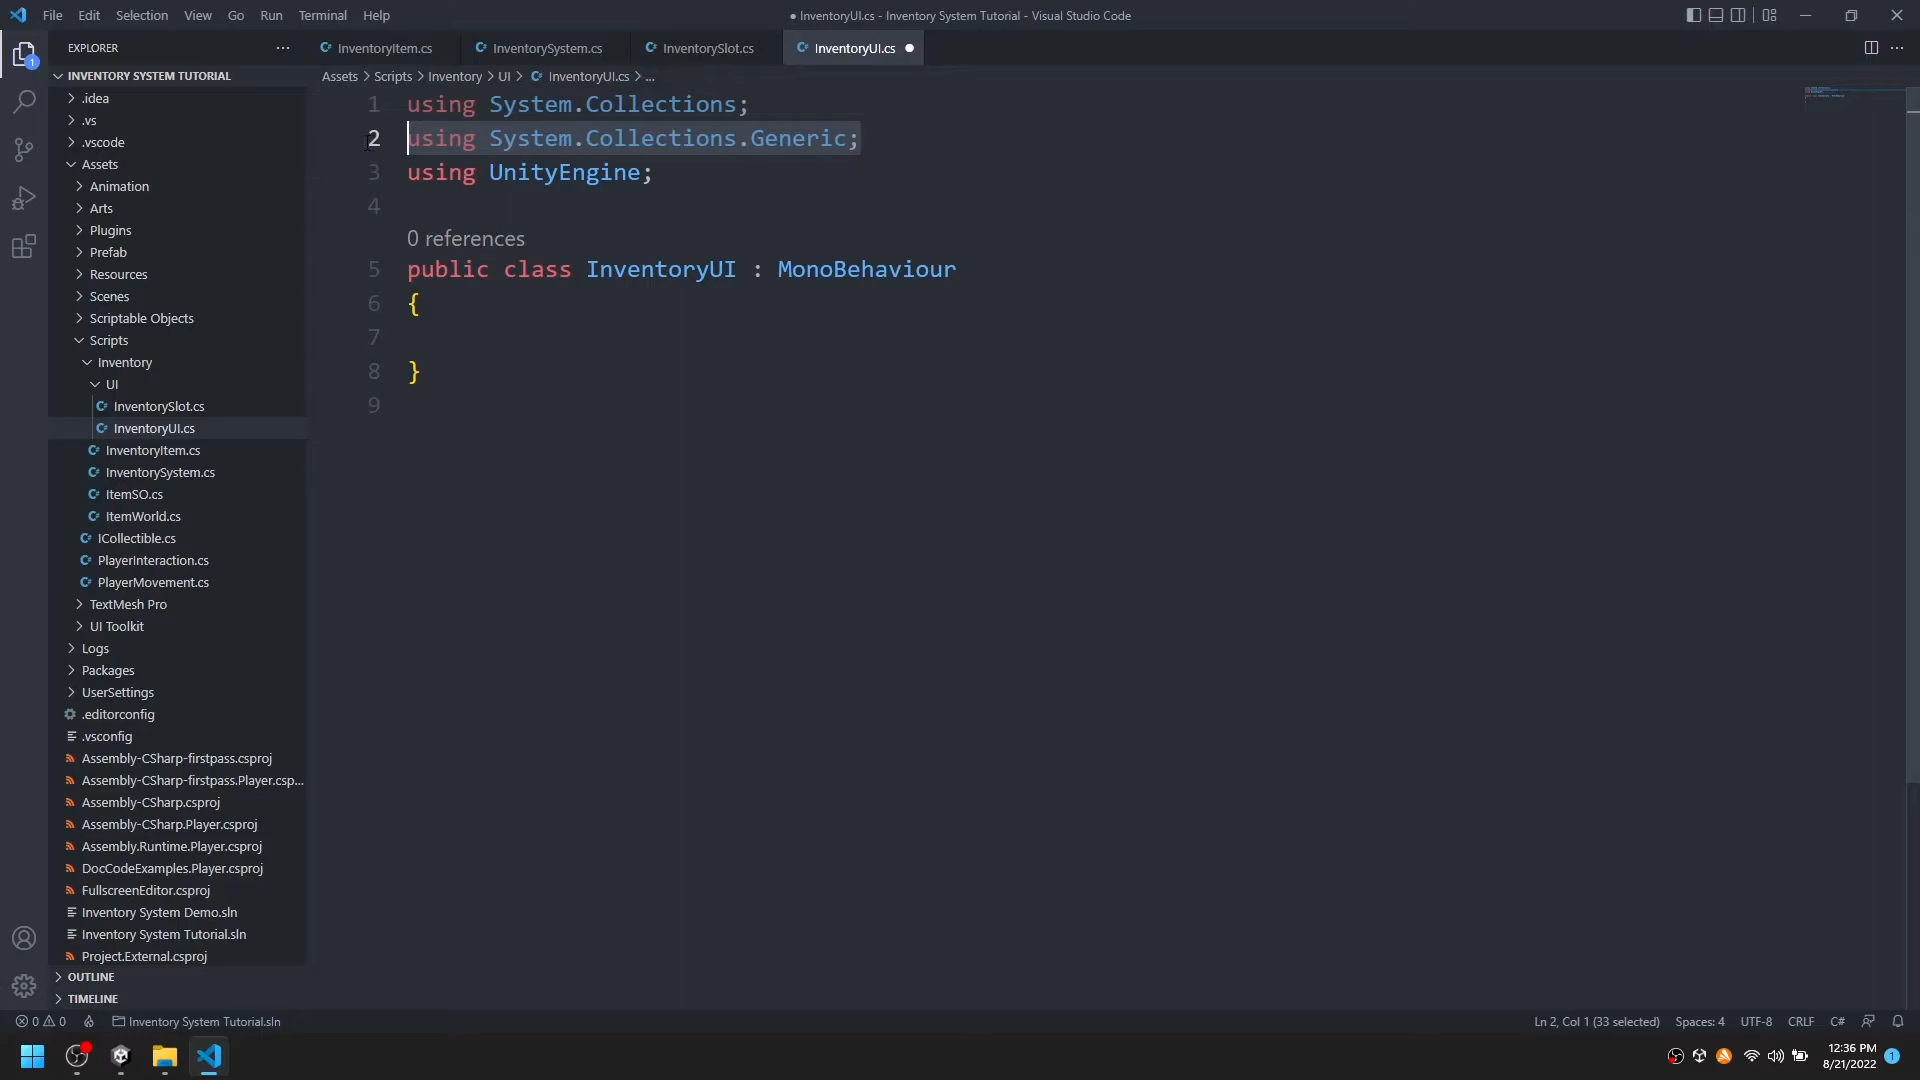 File Edit Selection View Go Run Terminal Help
● InventoryUI.cs - Inventory System Tutorial - Visual Studio Code
EXPLORER
InventoryItem.cs
InventorySystem.cs
InventorySlot.cs
InventoryUI.cs
INVENTORY SYSTEM TUTORIAL
Assets > Scripts > Inventory > UI > InventoryUI.cs > ...
.idea
.vs
.vscode
Assets
Animation
Arts
Plugins
Prefab
Resources
Scenes
Scriptable Objects
Scripts
Inventory
UI
InventorySlot.cs
InventoryUI.cs
InventoryItem.cs
InventorySystem.cs
ItemSO.cs
ItemWorld.cs
ICollectible.cs
PlayerInteraction.cs
PlayerMovement.cs
TextMesh Pro
UI Toolkit
Logs
Packages
UserSettings
.editorconfig
.vsconfig
Assembly-CSharp-firstpass.csproj
Assembly-CSharp-firstpass.Player.csp...
Assembly-CSharp.csproj
Assembly-CSharp.Player.csproj
Assembly.Runtime.Player.csproj
DocCodeExamples.Player.csproj
FullscreenEditor.csproj
Inventory System Demo.sln
Inventory System Tutorial.sln
Project.External.csproj
OUTLINE
TIMELINE
1 using System.Collections;
2 using System.Collections.Generic;
3 using UnityEngine;
4
0 references
5 public class InventoryUI : MonoBehaviour
6 {
7
8 }
9
0 0 Inventory System Tutorial.sln
Ln 2, Col 1 (33 selected) Spaces: 4 UTF-8 CRLF C#
12:36 PM
8/21/2022
1